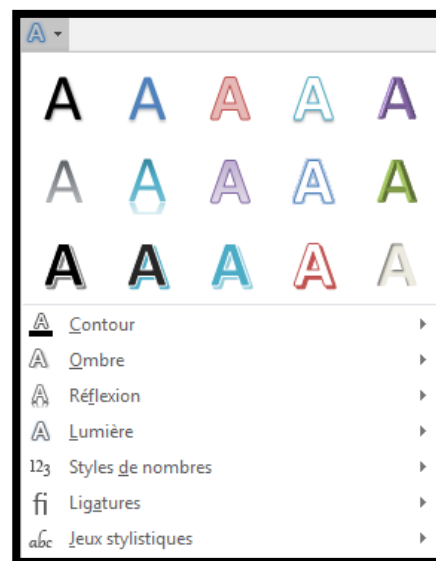 A
A A A A A
A A A A A
A A A A A
A Contour
A Ombre
A Réflexion
A Lumière
123 Styles de nombres
fi Ligatures
abc Jeux stylistiques